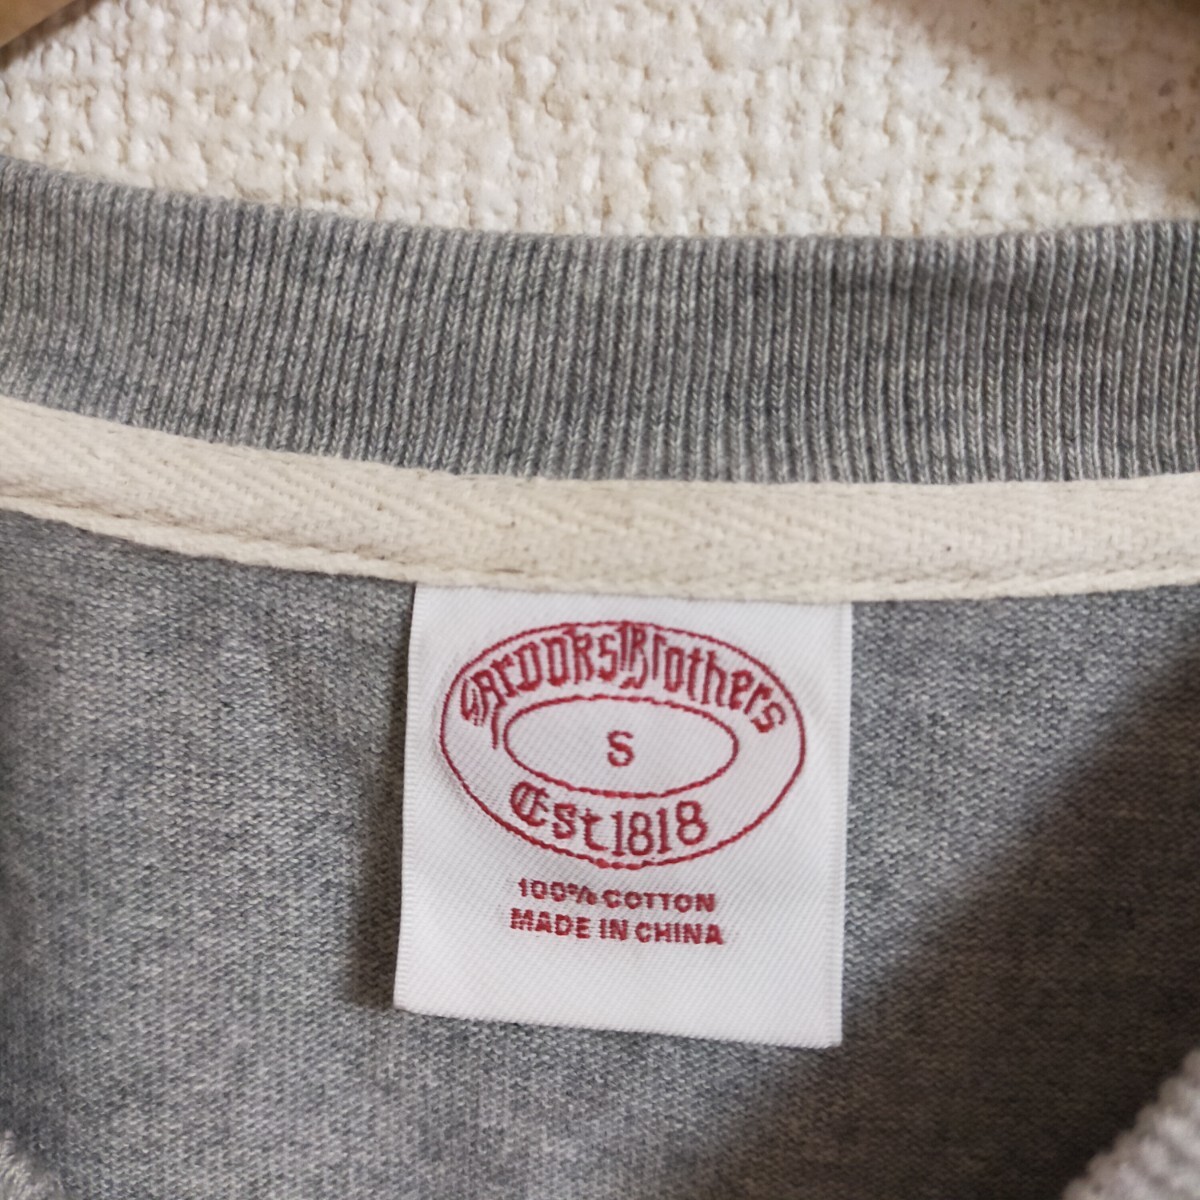 Brooks Brothers
S
Est 1818
100% COTTON
MADE IN CHINA